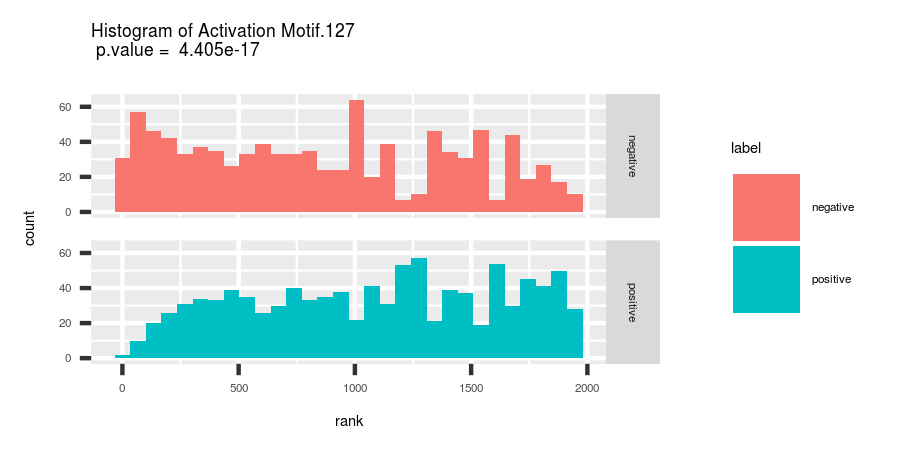 Histogram of Activation Motif.127
p.value = 4.405e-17
count
60
40
20
0
negative
60
40
20
0
positive
0 500 1000 1500 2000
rank
label
negative
positive